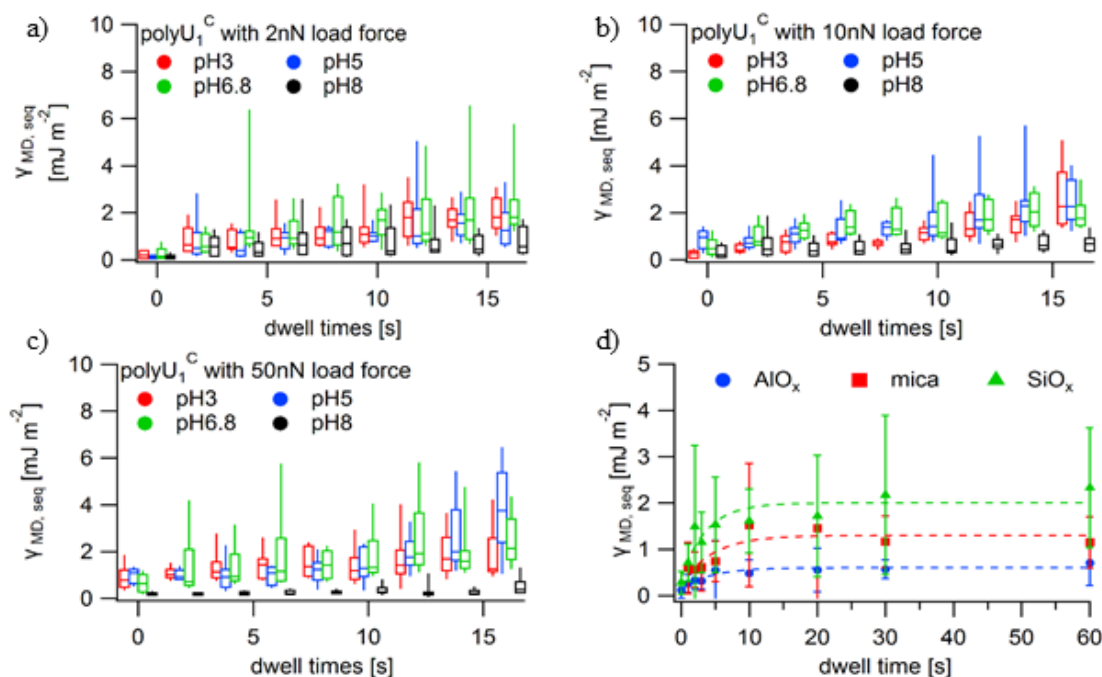 a)
polyU₁ᶜ with 2nN load force
pH3 pH5
pH6.8 pH8
γ MD, seq
[mJ m⁻²]
10
8
6
4
2
0
0 5 10 15
dwell times [s]
b)
polyU₁ᶜ with 10nN load force
pH3 pH5
pH6.8 pH8
γ MD, seq [mJ m⁻²]
10
8
6
4
2
0
0 5 10 15
dwell times [s]
c)
polyU₁ᶜ with 50nN load force
pH3 pH5
pH6.8 pH8
γ MD, seq [mJ m⁻²]
10
8
6
4
2
0
0 5 10 15
dwell times [s]
d)
AlOₓ mica SiOₓ
γ MD, seq [mJ m⁻²]
5
4
3
2
1
0
0 10 20 30 40 50 60
dwell time [s]